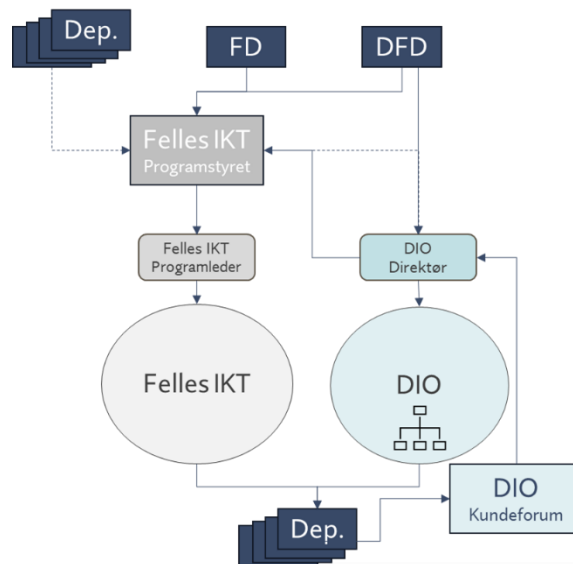 Dep.
FD
DFD
Felles IKT
Programstyret
Felles IKT
Programleder
DIO
Direktør
Felles IKT
DIO
DIO
Kundeforum
Dep.